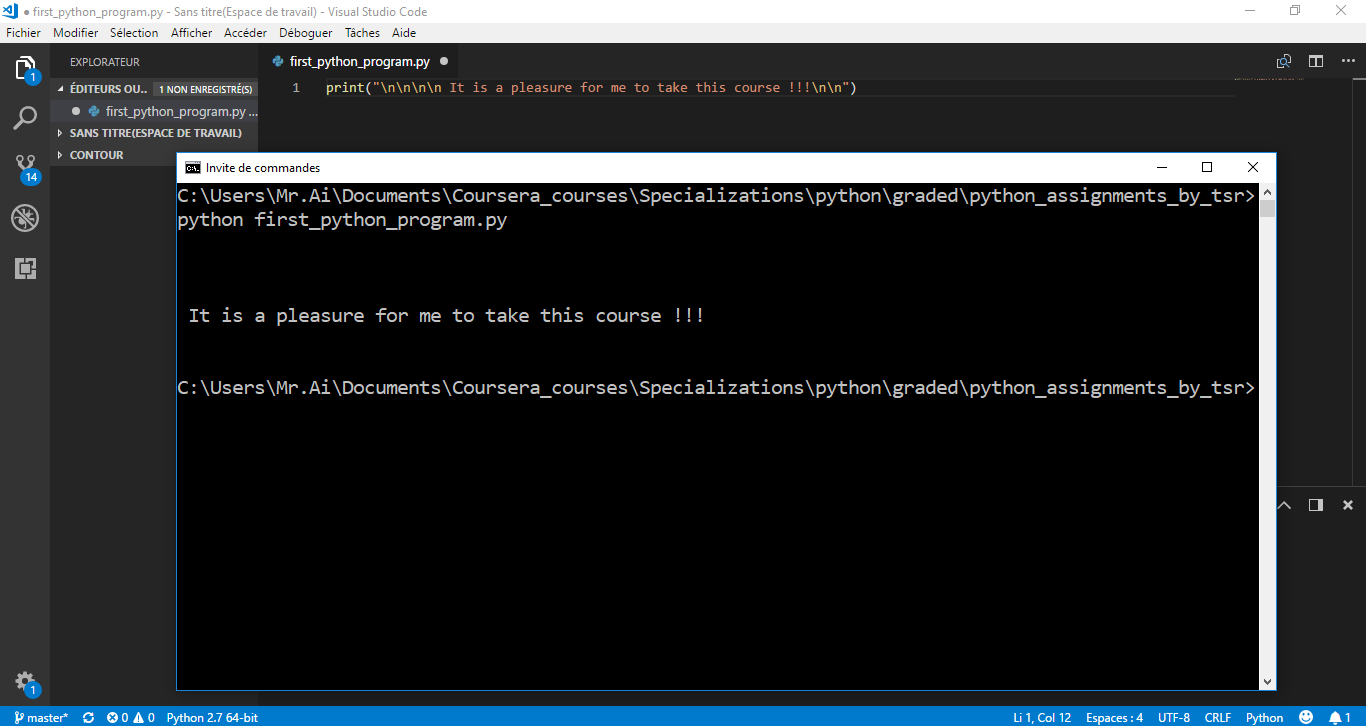 ● first_python_program.py - Sans titre(Espace de travail) - Visual Studio Code
Fichier Modifier Sélection Afficher Accéder Déboguer Tâches Aide
1
EXPLORATEUR
first_python_program.py ●
ÉDITEURS OU... 1 NON ENREGISTRÉ(S)
1 print("\n\n\n\n It is a pleasure for me to take this course !!!\n\n")
● first_python_program.py ...
SANS TITRE(ESPACE DE TRAVAIL)
CONTOUR
14
Invite de commandes
C:\Users\Mr.Ai\Documents\Coursera_courses\Specializations\python\graded\python_assignments_by_tsr>
python first_python_program.py
It is a pleasure for me to take this course !!!
C:\Users\Mr.Ai\Documents\Coursera_courses\Specializations\python\graded\python_assignments_by_tsr>
1
master* 0 0 Python 2.7 64-bit Li 1, Col 12 Espaces : 4 UTF-8 CRLF Python 1